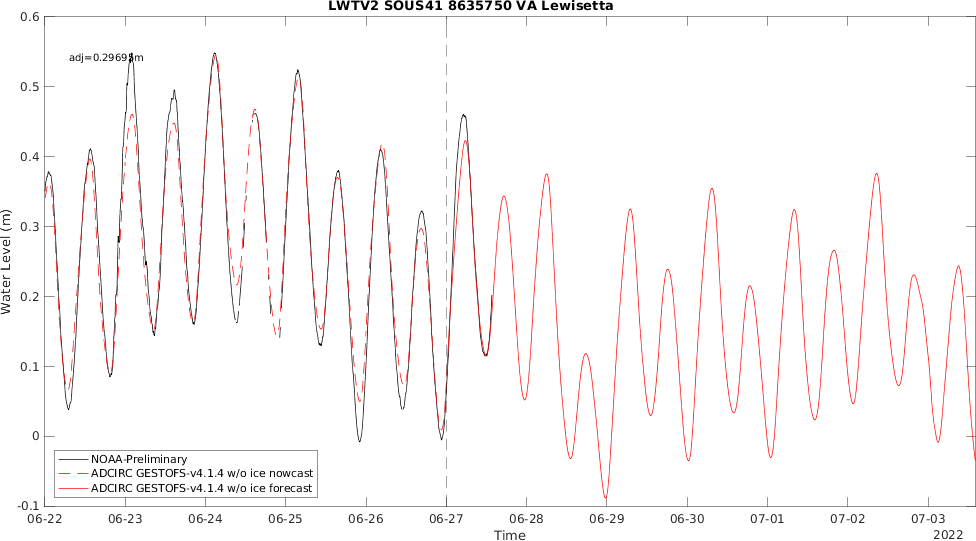 LWTV2 SOUS41 8635750 VA Lewisetta
adj=0.29695m
Water Level (m)
0.6
0.5
0.4
0.3
0.2
0.1
0
-0.1
NOAA-Preliminary
ADCIRC GESTOFS-v4.1.4 w/o ice nowcast
ADCIRC GESTOFS-v4.1.4 w/o ice forecast
06-22 06-23 06-24 06-25 06-26 06-27 06-28 06-29 06-30 07-01 07-02 07-03
Time
2022